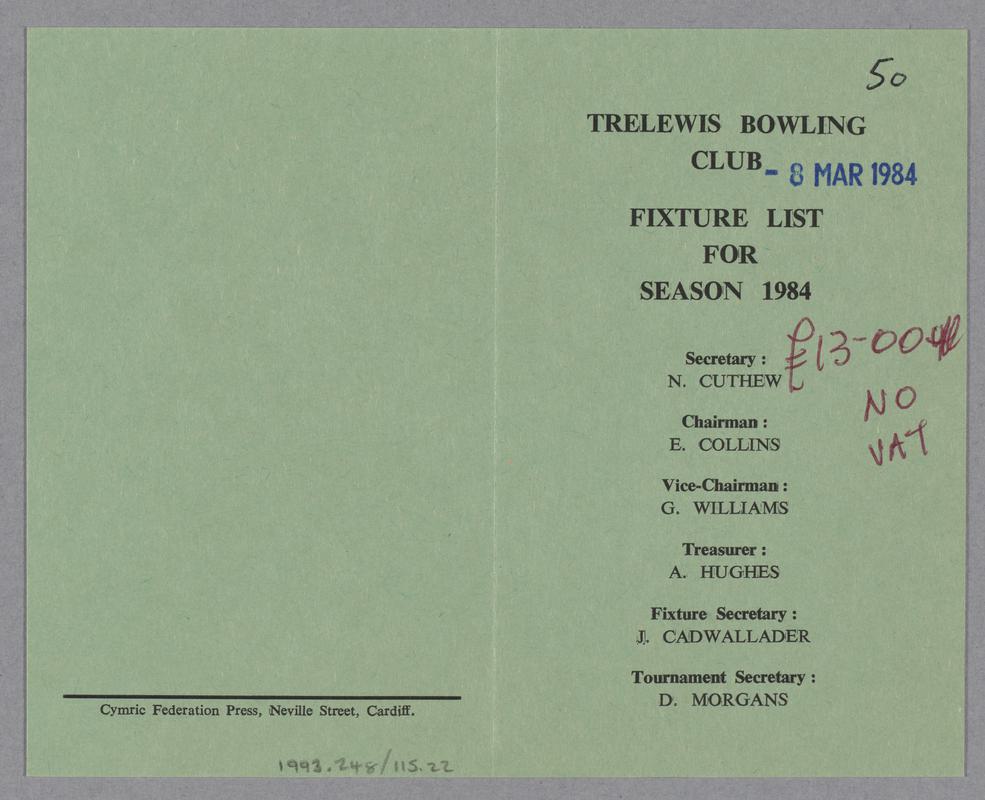 50
TRELEWIS BOWLING
CLUB
- 8 MAR 1984
FIXTURE LIST
FOR
SEASON 1984
£13-00
NO
VAT
Secretary :
N. CUTHEW
Chairman :
E. COLLINS
Vice-Chairman :
G. WILLIAMS
Treasurer :
A. HUGHES
Fixture Secretary :
J. CADWALLADER
Tournament Secretary :
D. MORGANS
Cymric Federation Press, Neville Street, Cardiff.
1993.248/115.22